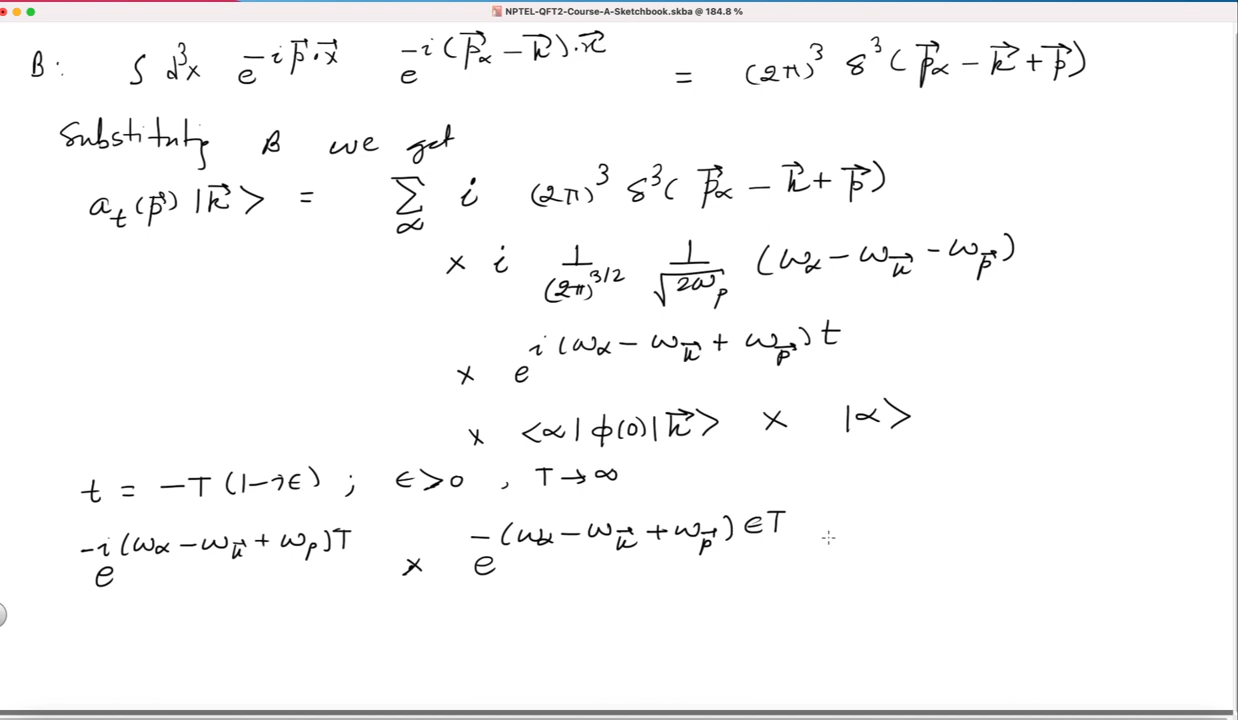 NPTEL-QFT2-Course-A-Sketchbook.skba @ 184.8 %
B: ∫ d³x e^{-i p⃗·x⃗} e^{-i(p⃗_α - k⃗)·x⃗} = (2π)³ δ³(p⃗_α - k⃗ + p⃗)
Substituting B we get
a_t(p⃗) |k⃗> = ∑_α i (2π)³ δ³(p⃗_α - k⃗ + p⃗)
× i 1/(2π)^{3/2} 1/√(2ω_p) (ω_α - ω_k⃗ - ω_p⃗)
× e^{i(ω_α - ω_k⃗ + ω_p⃗)t}
× <α|ϕ(0)|k⃗> × |α>
t = -T(1-iϵ) ; ϵ>0 , T→∞
e^{-i(ω_α - ω_k⃗ + ω_p)T} × e^{-(ω_α - ω_k⃗ + ω_p⃗)ϵT}